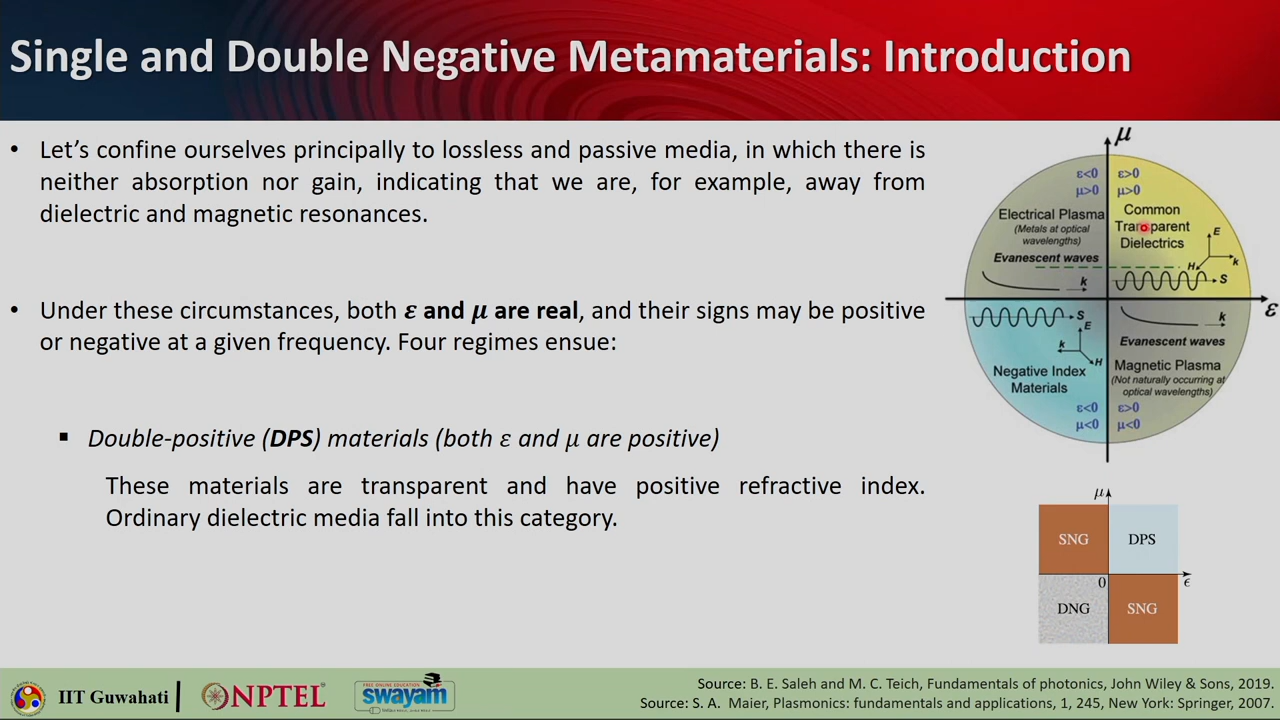 Single and Double Negative Metamaterials: Introduction
• Let's confine ourselves principally to lossless and passive media, in which there is
neither absorption nor gain, indicating that we are, for example, away from
dielectric and magnetic resonances.
• Under these circumstances, both ε and μ are real, and their signs may be positive
or negative at a given frequency. Four regimes ensue:
▪ Double-positive (DPS) materials (both ε and μ are positive)
These materials are transparent and have positive refractive index.
Ordinary dielectric media fall into this category.
μ
ε<0 ε>0
μ>0 μ>0
Electrical Plasma
(Metals at optical
wavelengths)
Evanescent waves
k
Common
Transparent
Dielectrics
E
k
H
S
ε
S
E
k
H
Negative Index
Materials
ε<0
μ<0
k
Evanescent waves
Magnetic Plasma
(Not naturally occurring at
optical wavelengths)
ε>0
μ<0
μ
SNG DPS
0 ϵ
DNG SNG
IIT Guwahati
NPTEL
FREE ONLINE EDUCATION
swayam
Source: B. E. Saleh and M. C. Teich, Fundamentals of photonics, John Wiley & Sons, 2019.
Source: S. A. Maier, Plasmonics: fundamentals and applications, 1, 245, New York: Springer, 2007.